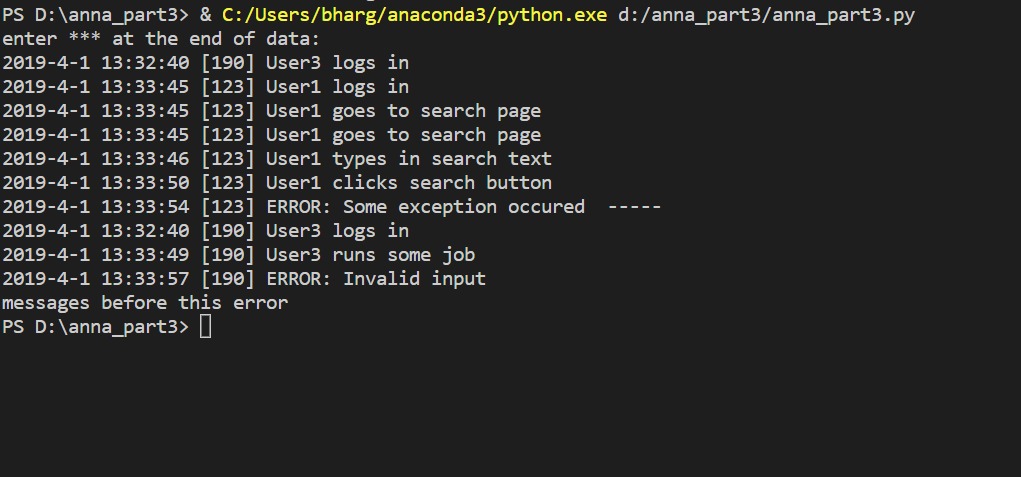 PS D:\anna_part3> & C:/Users/bharg/anaconda3/python.exe d:/anna_part3/anna_part3.py
enter *** at the end of data:
2019-4-1 13:32:40 [190] User3 logs in
2019-4-1 13:33:45 [123] User1 logs in
2019-4-1 13:33:45 [123] User1 goes to search page
2019-4-1 13:33:45 [123] User1 goes to search page
2019-4-1 13:33:46 [123] User1 types in search text
2019-4-1 13:33:50 [123] User1 clicks search button
2019-4-1 13:33:54 [123] ERROR: Some exception occured  -----
2019-4-1 13:32:40 [190] User3 logs in
2019-4-1 13:33:49 [190] User3 runs some job
2019-4-1 13:33:57 [190] ERROR: Invalid input
messages before this error
PS D:\anna_part3>